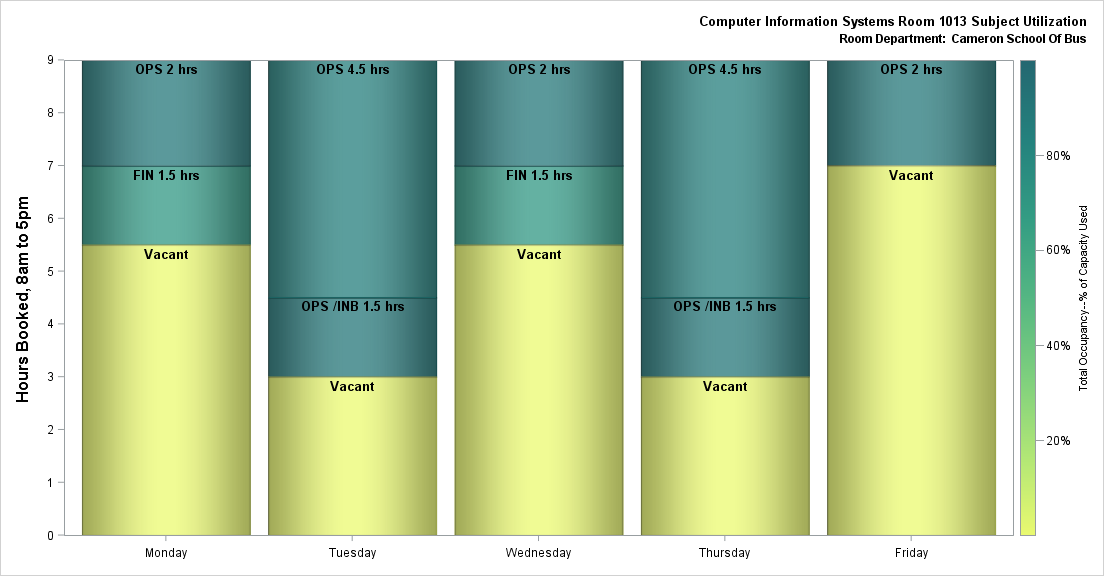 Computer Information Systems Room 1013 Subject Utilization
Room Department: Cameron School Of Bus
Hours Booked, 8am to 5pm
9
8
7
6
5
4
3
2
1
0
OPS 2 hrs
FIN 1.5 hrs
Vacant
OPS 4.5 hrs
OPS /INB 1.5 hrs
Vacant
OPS 2 hrs
FIN 1.5 hrs
Vacant
OPS 4.5 hrs
OPS /INB 1.5 hrs
Vacant
OPS 2 hrs
Vacant
Monday
Tuesday
Wednesday
Thursday
Friday
80%
60%
40%
20%
Total Occupancy--% of Capacity Used